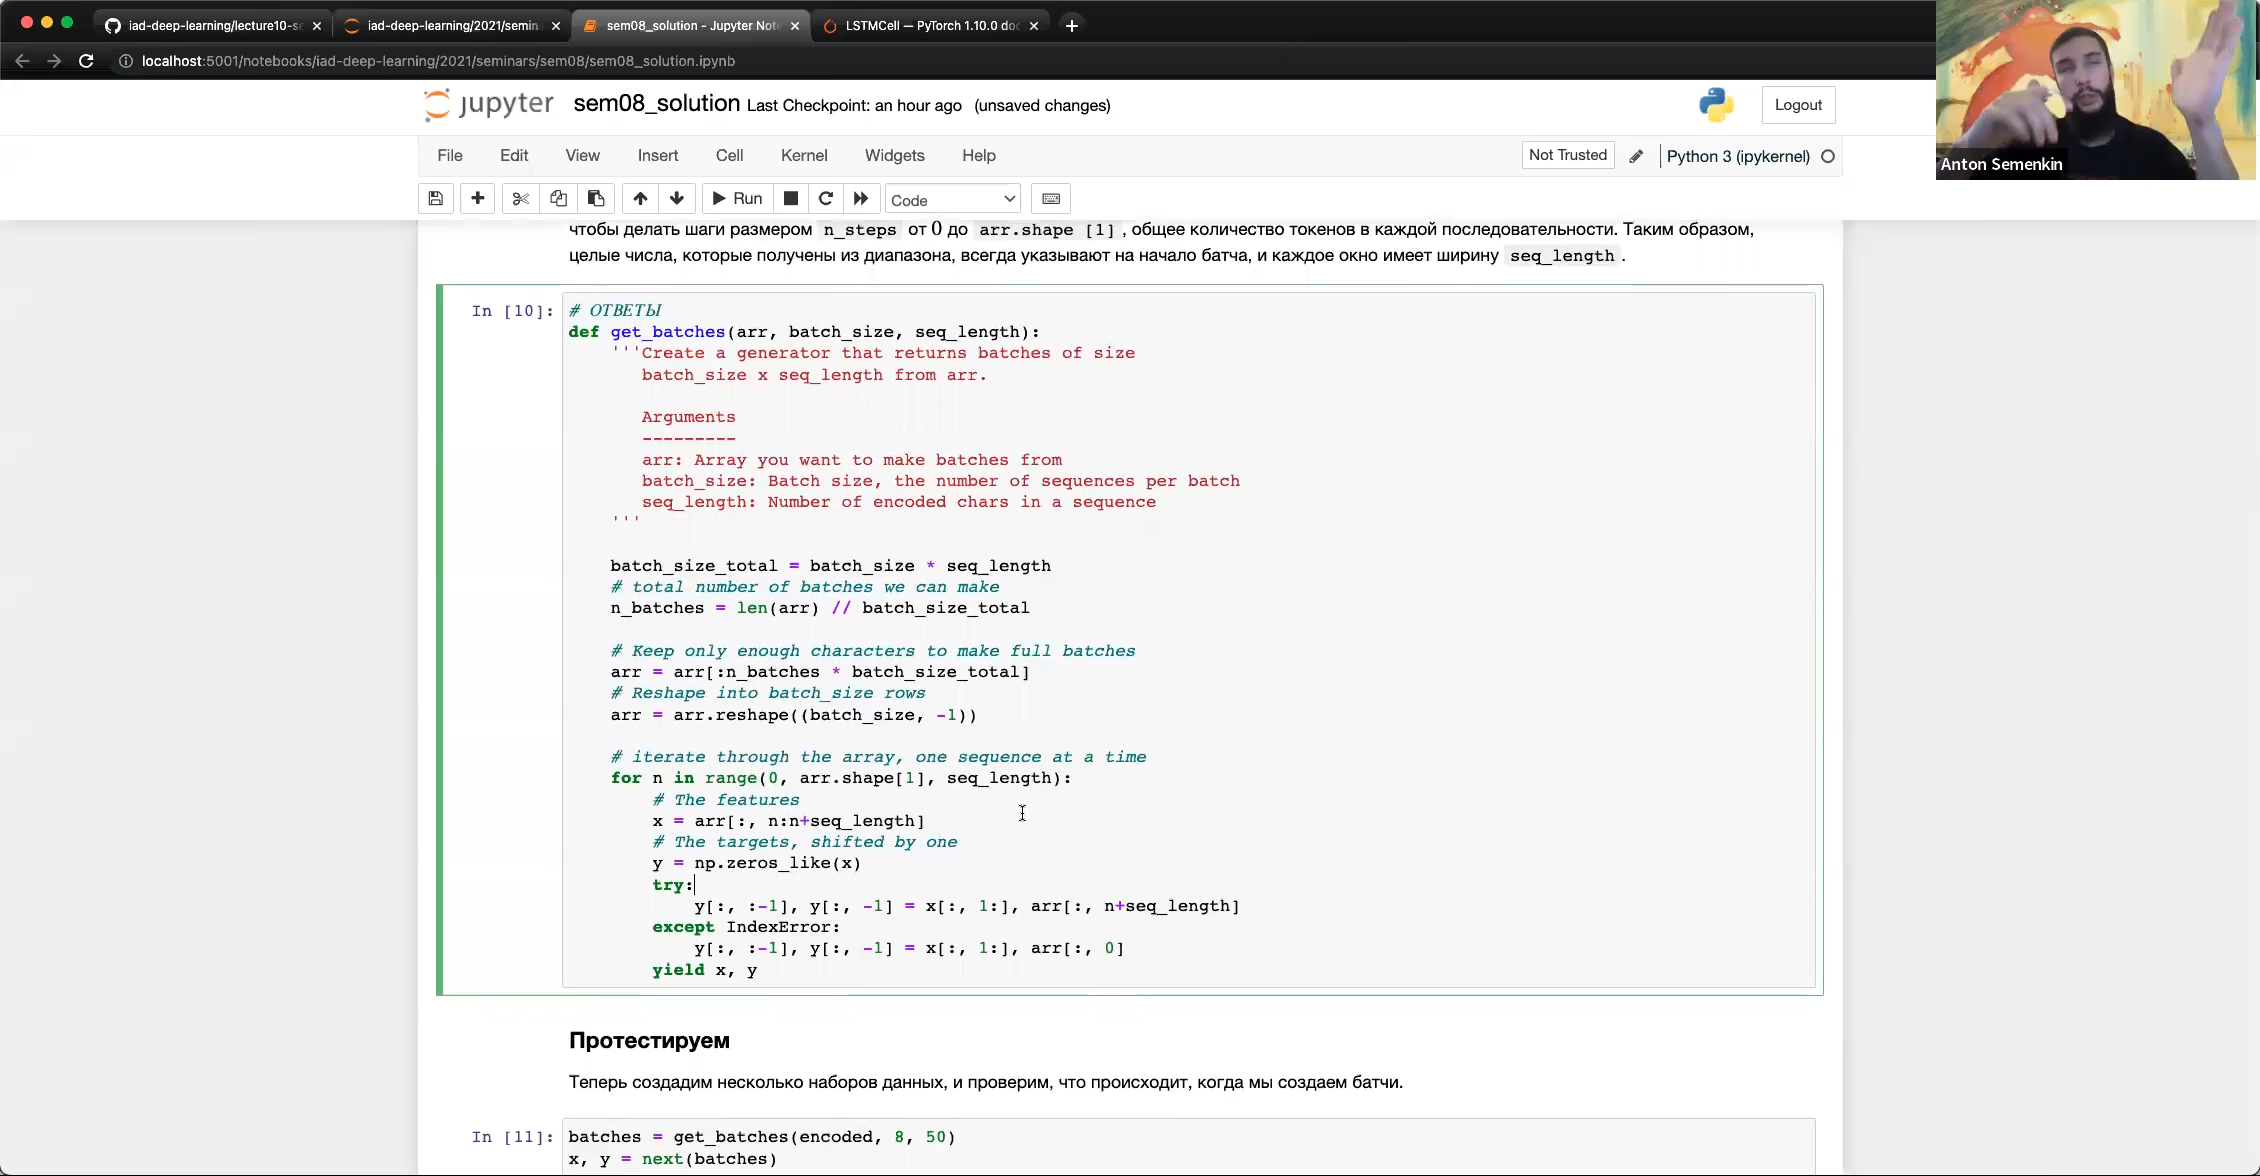 iad-deep-learning/lecture10-se
iad-deep-learning/2021/semin
sem08_solution - Jupyter Note
LSTMCell — PyTorch 1.10.0 doc
localhost:5001/notebooks/iad-deep-learning/2021/seminars/sem08/sem08_solution.ipynb
Anton Semenkin
jupyter sem08_solution Last Checkpoint: an hour ago (unsaved changes)
Logout
File Edit View Insert Cell Kernel Widgets Help
Not Trusted Python 3 (ipykernel)
Run Code
чтобы делать шаги размером n_steps от 0 до arr.shape [1] , общее количество токенов в каждой последовательности. Таким образом,
целые числа, которые получены из диапазона, всегда указывают на начало батча, и каждое окно имеет ширину seq_length .
In [10]: # ОТВЕТЫ
def get_batches(arr, batch_size, seq_length):
'''Create a generator that returns batches of size
batch_size x seq_length from arr.
Arguments
---------
arr: Array you want to make batches from
batch_size: Batch size, the number of sequences per batch
seq_length: Number of encoded chars in a sequence
'''
batch_size_total = batch_size * seq_length
# total number of batches we can make
n_batches = len(arr) // batch_size_total
# Keep only enough characters to make full batches
arr = arr[:n_batches * batch_size_total]
# Reshape into batch_size rows
arr = arr.reshape((batch_size, -1))
# iterate through the array, one sequence at a time
for n in range(0, arr.shape[1], seq_length):
# The features
x = arr[:, n:n+seq_length]
# The targets, shifted by one
y = np.zeros_like(x)
try:
y[:, :-1], y[:, -1] = x[:, 1:], arr[:, n+seq_length]
except IndexError:
y[:, :-1], y[:, -1] = x[:, 1:], arr[:, 0]
yield x, y
Протестируем
Теперь создадим несколько наборов данных, и проверим, что происходит, когда мы создаем батчи.
In [11]: batches = get_batches(encoded, 8, 50)
x, y = next(batches)